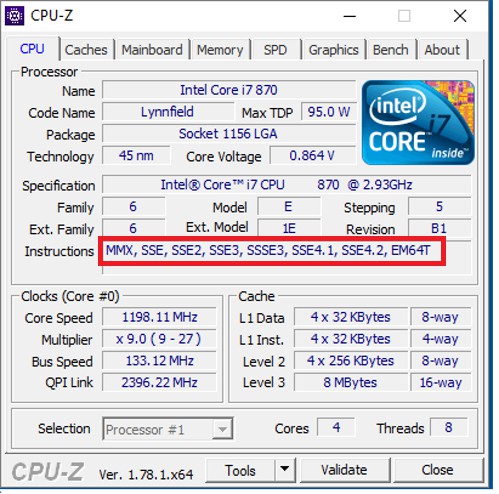 CPU-Z
CPU Caches Mainboard Memory SPD Graphics Bench About
Processor
Name Intel Core i7 870
Code Name Lynnfield Max TDP 95.0 W
Package Socket 1156 LGA
Technology 45 nm Core Voltage 0.864 V
intel i7
CORE inside™
Specification Intel® Core™ i7 CPU 870 @ 2.93GHz
Family 6 Model E Stepping 5
Ext. Family 6 Ext. Model 1E Revision B1
Instructions MMX, SSE, SSE2, SSE3, SSSE3, SSE4.1, SSE4.2, EM64T
Clocks (Core #0) Cache
Core Speed 1198.11 MHz L1 Data 4 x 32 KBytes 8-way
Multiplier x 9.0 ( 9 - 27 ) L1 Inst. 4 x 32 KBytes 4-way
Bus Speed 133.12 MHz Level 2 4 x 256 KBytes 8-way
QPI Link 2396.22 MHz Level 3 8 MBytes 16-way
Selection Processor #1 Cores 4 Threads 8
CPU-Z Ver. 1.78.1.x64 Tools Validate Close